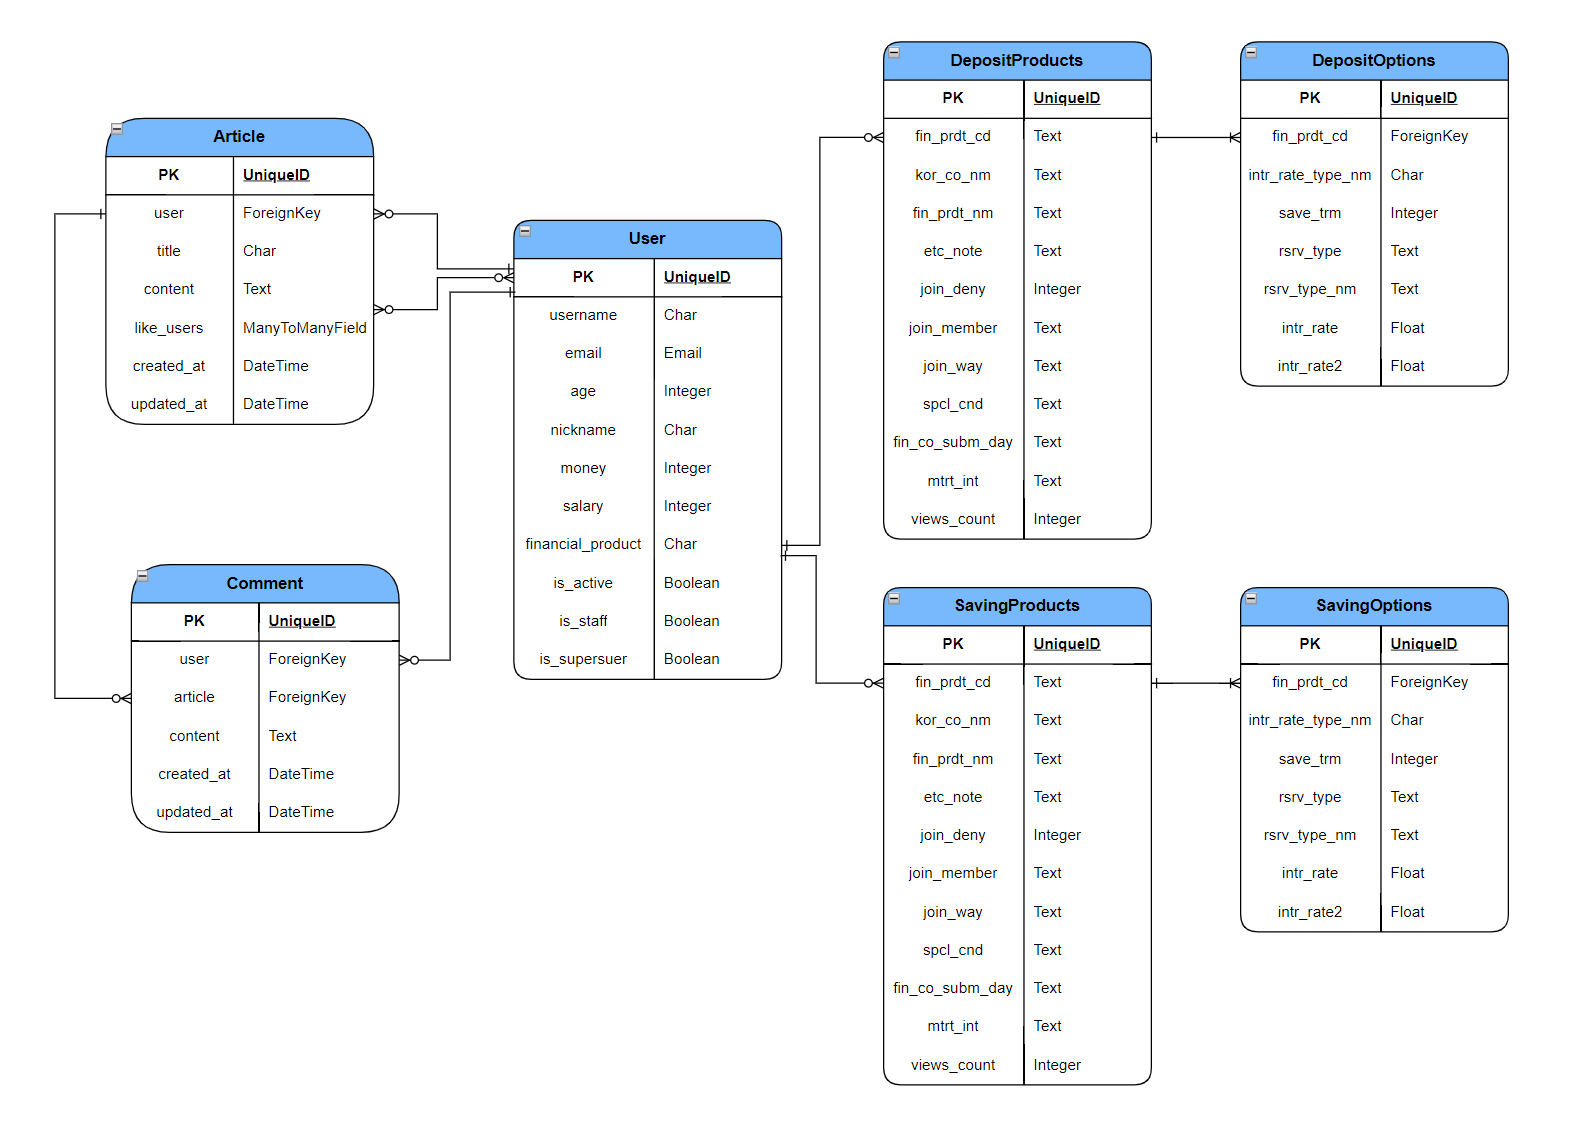 Article
PK UniqueID
user ForeignKey
title Char
content Text
like_users ManyToManyField
created_at DateTime
updated_at DateTime
Comment
PK UniqueID
user ForeignKey
article ForeignKey
content Text
created_at DateTime
updated_at DateTime
User
PK UniqueID
username Char
email Email
age Integer
nickname Char
money Integer
salary Integer
financial_product Char
is_active Boolean
is_staff Boolean
is_supersuer Boolean
DepositProducts
PK UniqueID
fin_prdt_cd Text
kor_co_nm Text
fin_prdt_nm Text
etc_note Text
join_deny Integer
join_member Text
join_way Text
spcl_cnd Text
fin_co_subm_day Text
mtrt_int Text
views_count Integer
DepositOptions
PK UniqueID
fin_prdt_cd ForeignKey
intr_rate_type_nm Char
save_trm Integer
rsrv_type Text
rsrv_type_nm Text
intr_rate Float
intr_rate2 Float
SavingProducts
PK UniqueID
fin_prdt_cd Text
kor_co_nm Text
fin_prdt_nm Text
etc_note Text
join_deny Integer
join_member Text
join_way Text
spcl_cnd Text
fin_co_subm_day Text
mtrt_int Text
views_count Integer
SavingOptions
PK UniqueID
fin_prdt_cd ForeignKey
intr_rate_type_nm Char
save_trm Integer
rsrv_type Text
rsrv_type_nm Text
intr_rate Float
intr_rate2 Float